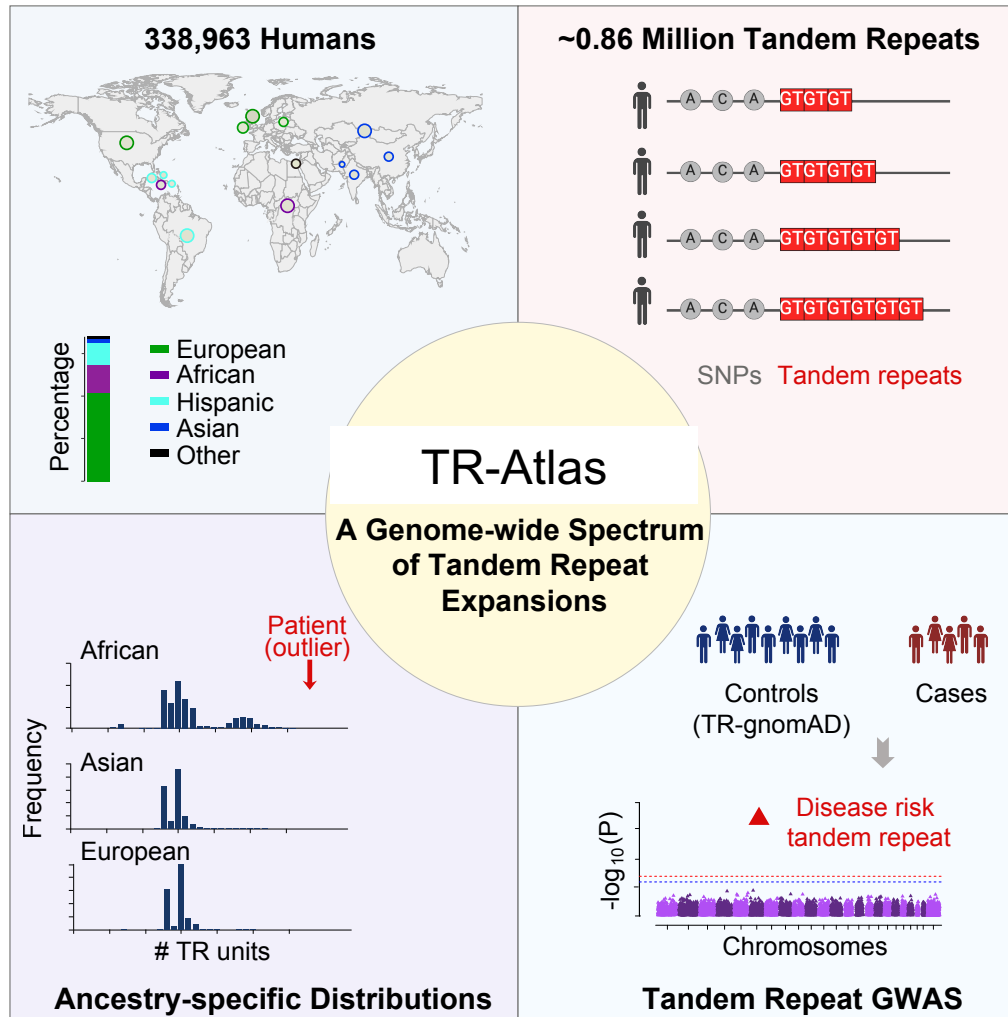 338,963 Humans
Percentage
European
African
Hispanic
Asian
Other
~0.86 Million Tandem Repeats
A C A GTGTGT
A C A GTGTGTGT
A C A GTGTGTGTGT
A C A GTGTGTGTGTGT
SNPs Tandem repeats
TR-Atlas
A Genome-wide Spectrum
of Tandem Repeat
Expansions
Patient
(outlier)
African
Asian
European
Frequency
# TR units
Ancestry-specific Distributions
Controls
(TR-gnomAD)
Cases
Disease risk
tandem repeat
-log10(P)
Chromosomes
Tandem Repeat GWAS